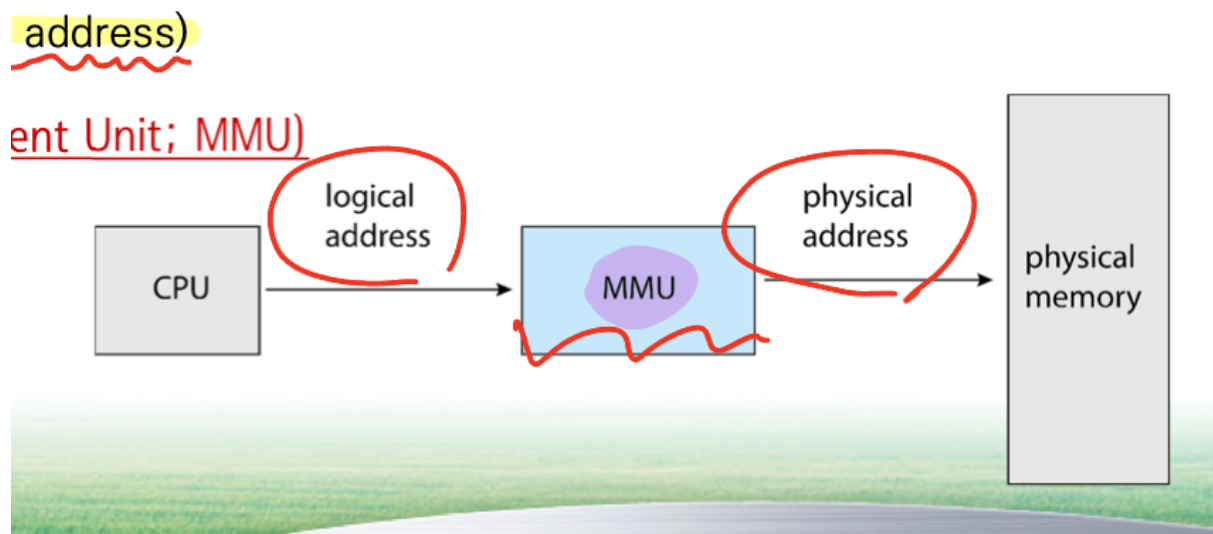 address)
ent Unit; MMU)
logical
address
physical
address
CPU
MMU
physical
memory